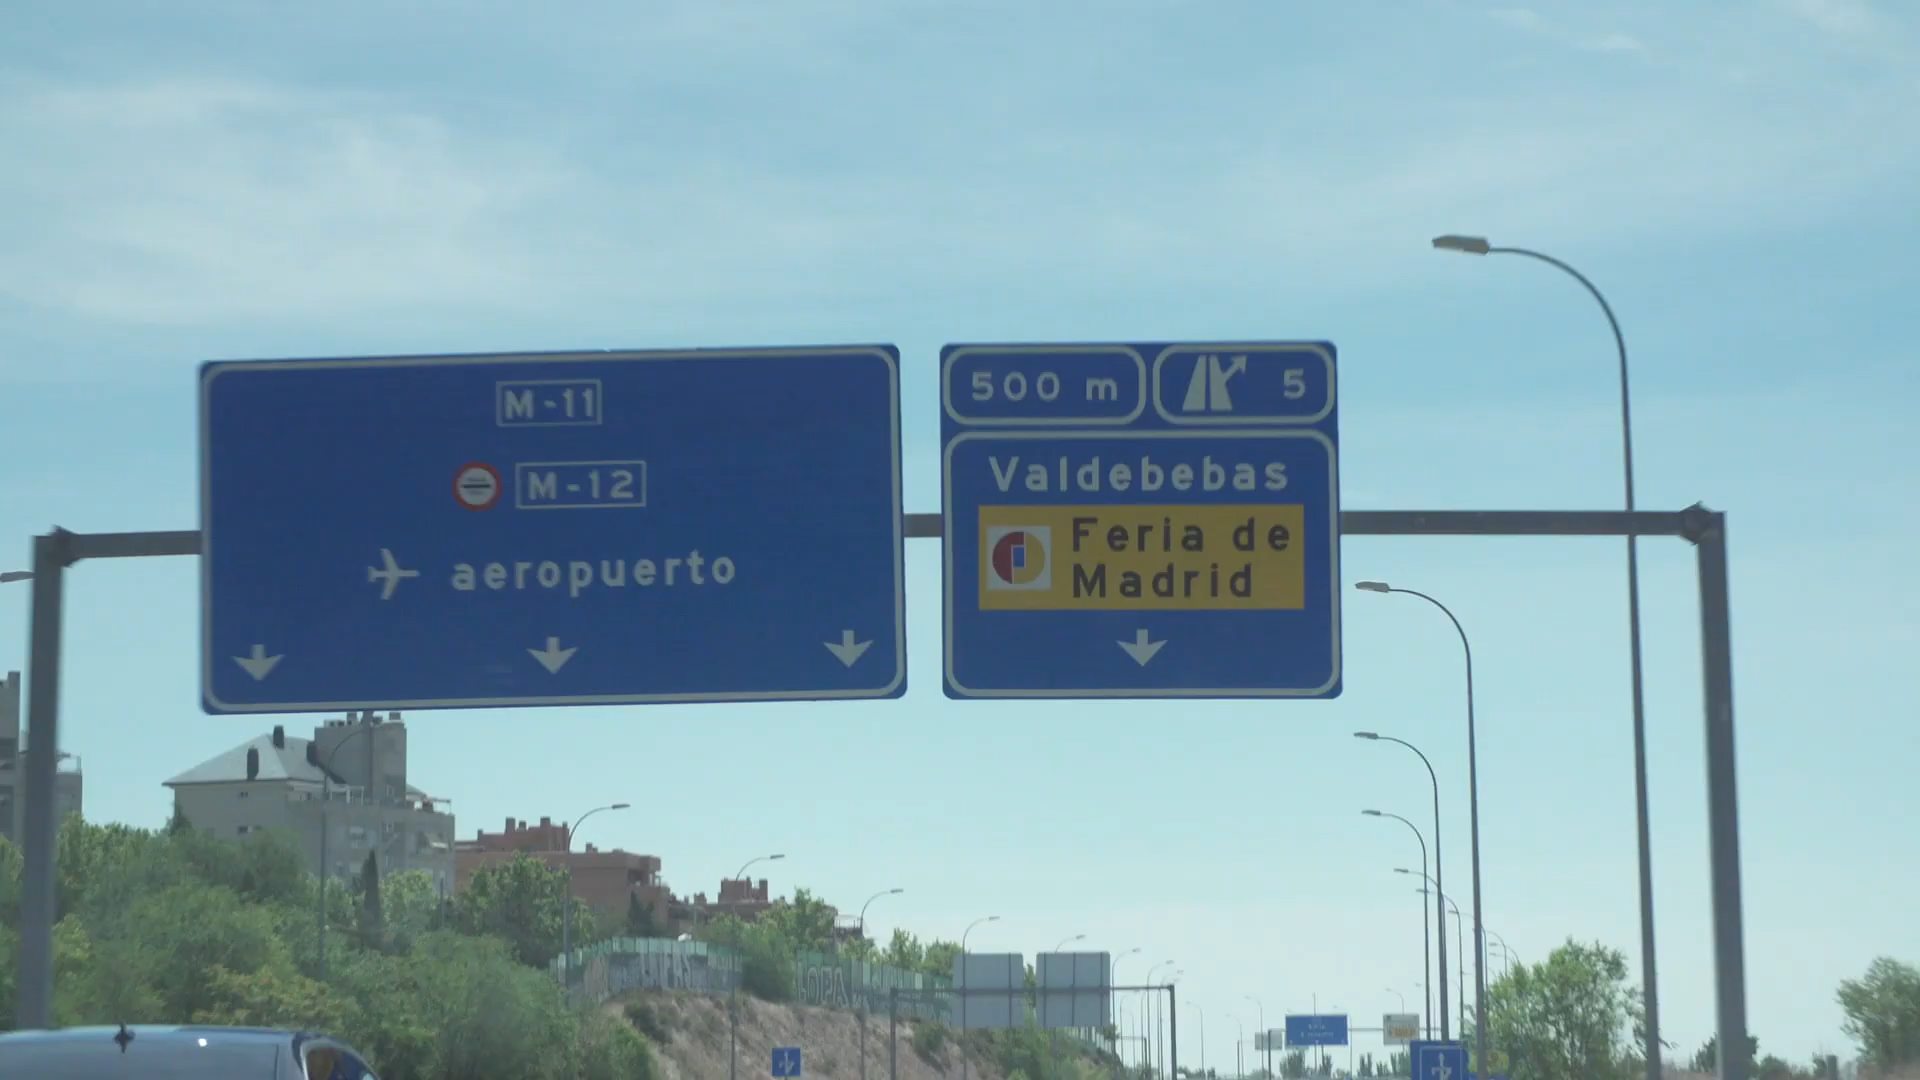 M-11
M-12
aeropuerto
500 m
5
Valdebebas
Feria de
Madrid